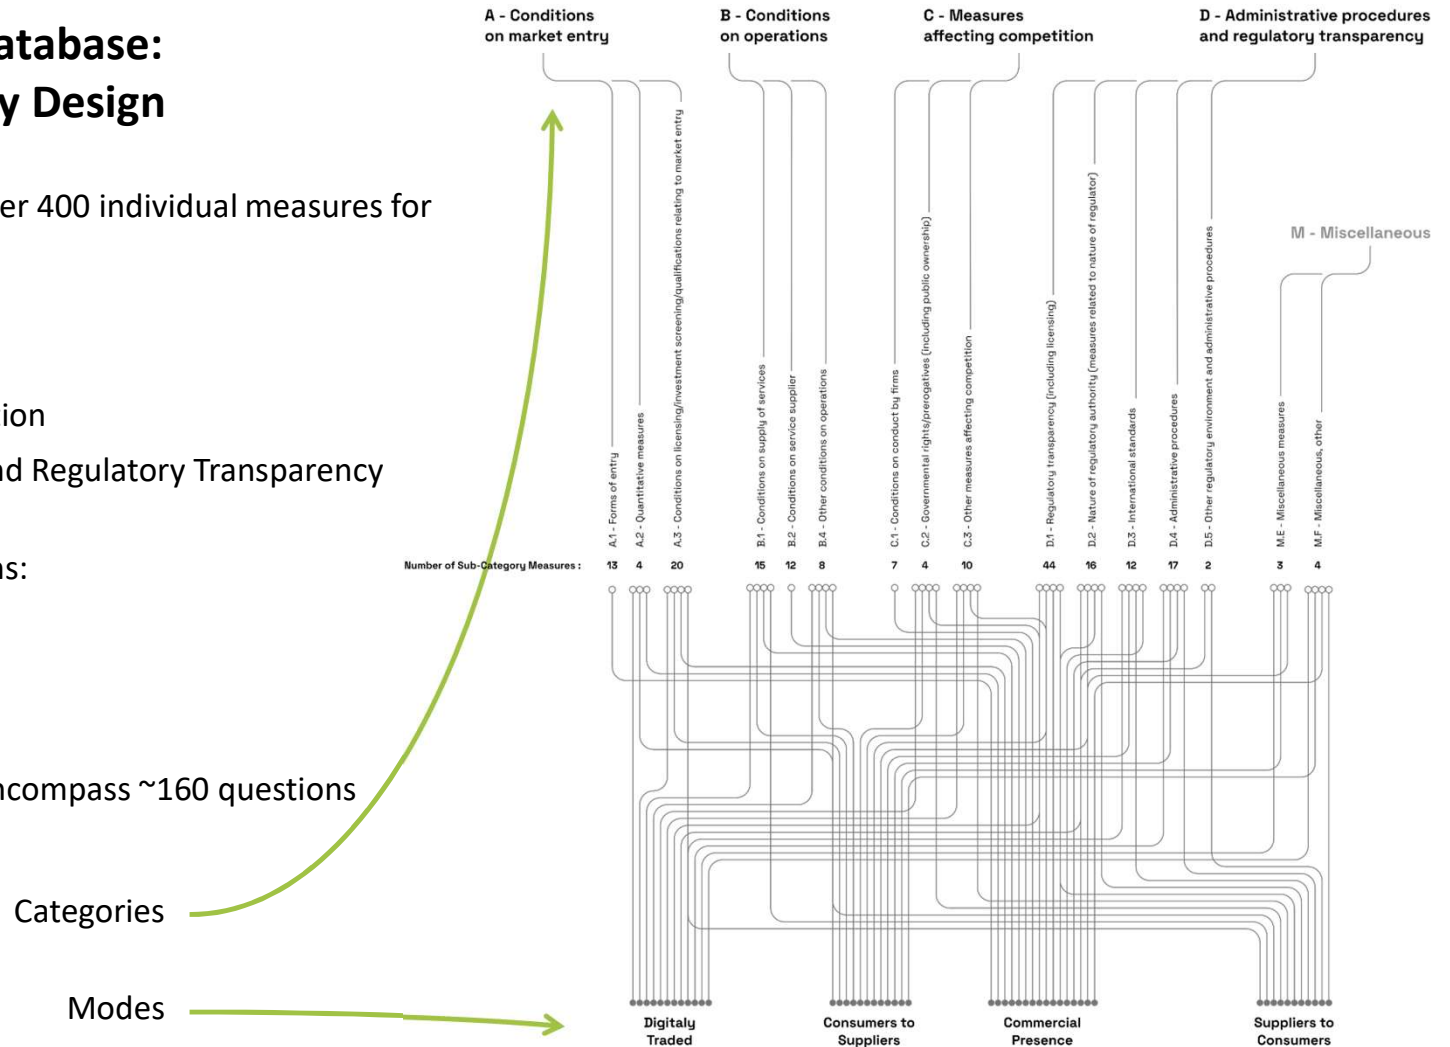 atabase:
y Design
er 400 individual measures for
tion
nd Regulatory Transparency
ns:
ncompass ~160 questions
Categories
Modes
A - Conditions
on market entry
B - Conditions
on operations
C - Measures
affecting competition
D - Administrative procedures
and regulatory transparency
M - Miscellaneous
A.1 - Forms of entry
A.2 - Quantitative measures
A.3 - Conditions on licensing/investment screening/qualifications relating to market entry
B.1 - Conditions on supply of services
B.2 - Conditions on service supplier
B.4 - Other conditions on operations
C.1 - Conditions on conduct by firms
C.2 - Governmental rights/prerogatives (including public ownership)
C.3 - Other measures affecting competition
D.1 - Regulatory transparency (including licensing)
D.2 - Nature of regulatory authority (measures related to nature of regulator)
D.3 - International standards
D.4 - Administrative procedures
D.5 - Other regulatory environment and administrative procedures
M.E - Miscellaneous measures
M.F - Miscellaneous, other
Number of Sub-Category Measures : 13 4 20 15 12 8 7 4 10 44 16 12 17 2 3 4
Digitaly
Traded
Consumers to
Suppliers
Commercial
Presence
Suppliers to
Consumers